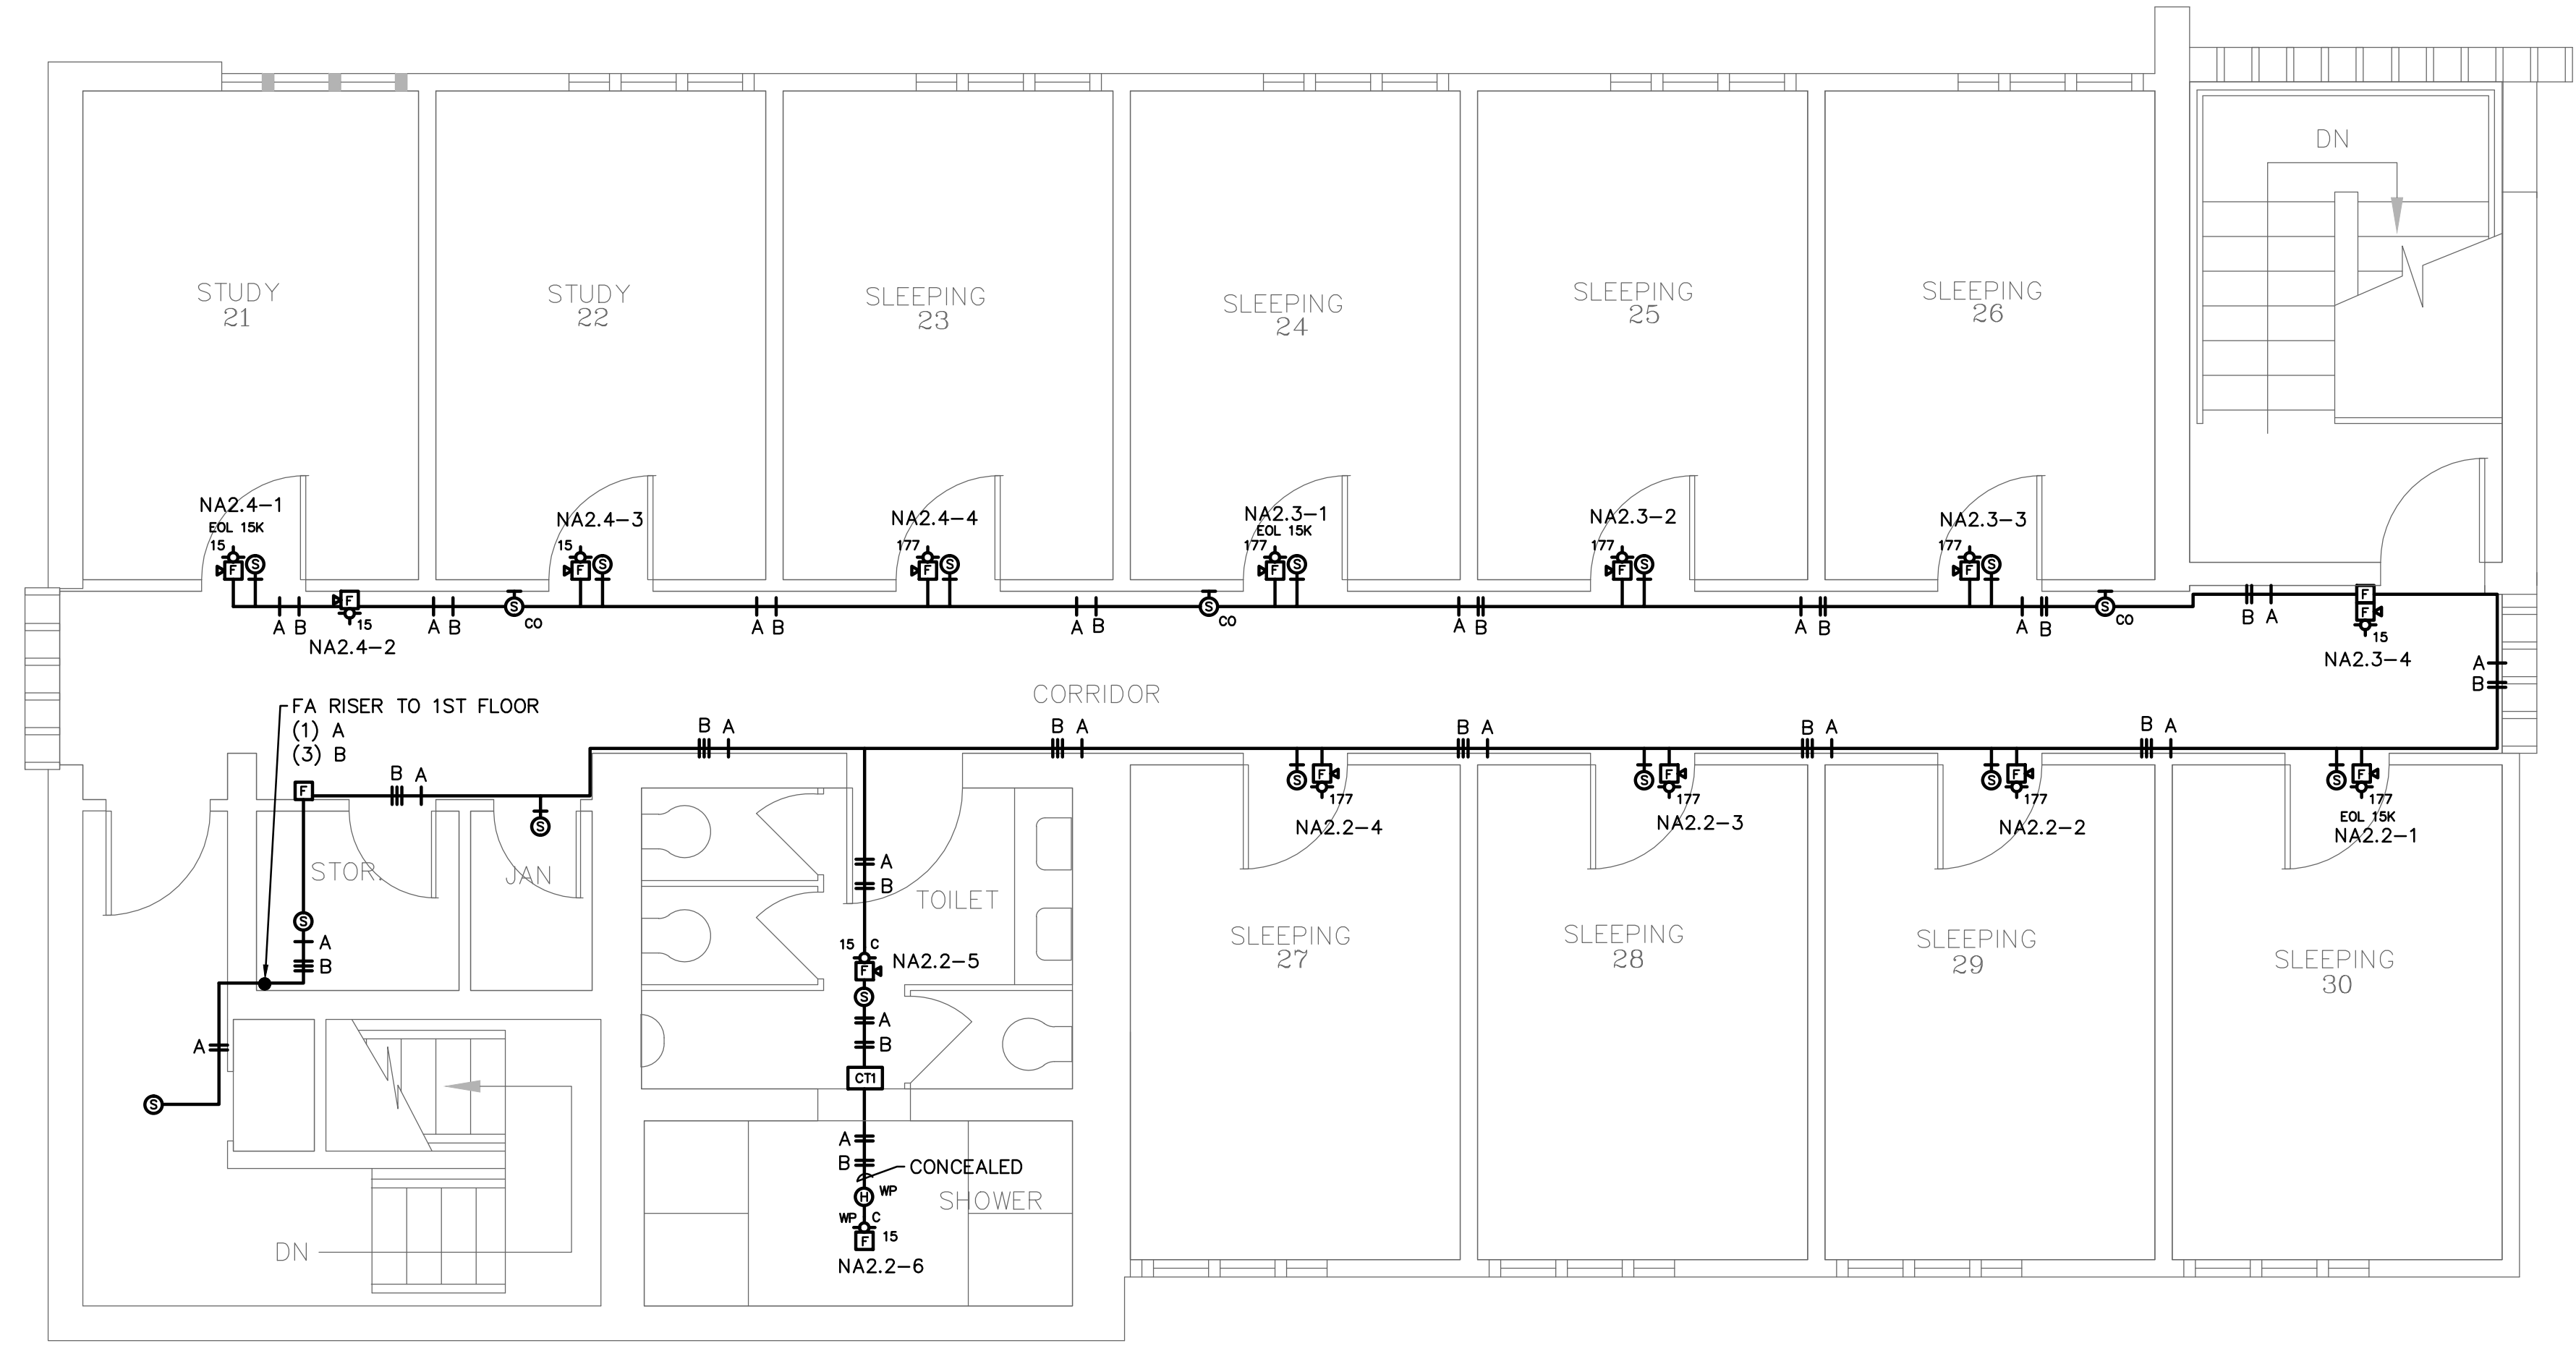 DN
STUDY
21
STUDY
22
SLEEPING
23
SLEEPING
24
SLEEPING
25
SLEEPING
26
NA2.4-1
EOL 15K
15
F
S
NA2.4-3
15
F
S
NA2.4-4
177
F
S
NA2.3-1
EOL 15K
177
F
S
NA2.3-2
177
F
S
NA2.3-3
177
F
S
A B
F
15
NA2.4-2
A B
S
CO
A B
A B
S
CO
A B
A B
A B
S
CO
B A
F
F
15
NA2.3-4
A
B
CORRIDOR
FA RISER TO 1ST FLOOR
(1) A
(3) B
F
B A
S
B A
B A
B A
B A
B A
S
F
177
NA2.2-4
S
F
177
NA2.2-3
S
F
177
NA2.2-2
S
F
177
EOL 15K
NA2.2-1
STOR.
JAN
S
A
B
A
S
A
B
TOILET
15 C
F
NA2.2-5
S
A
B
CT1
SLEEPING
27
SLEEPING
28
SLEEPING
29
SLEEPING
30
A
B
CONCEALED
H
WP
SHOWER
WP C
F
15
NA2.2-6
DN